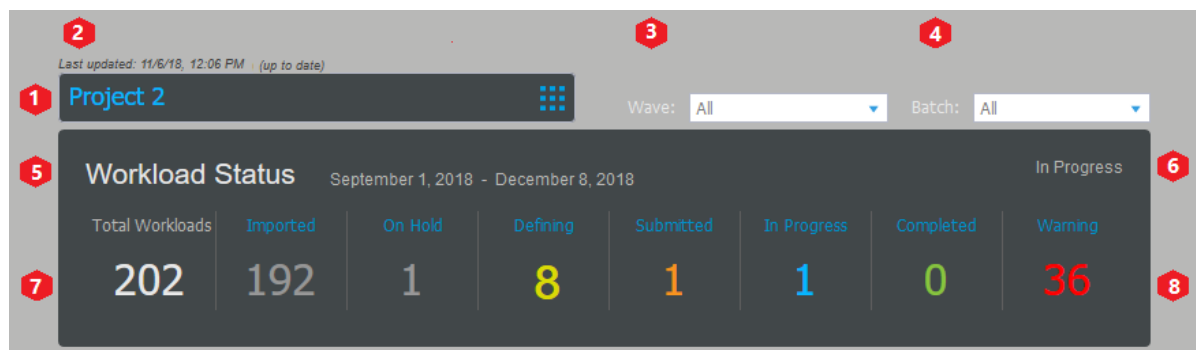 2 3 4
Last updated: 11/6/18, 12:06 PM (up to date)
1 Project 2
Wave: All Batch: All
5 Workload Status September 1, 2018 - December 8, 2018 In Progress 6
Total Workloads Imported On Hold Defining Submitted In Progress Completed Warning
7 202 192 1 8 1 1 0 36 8